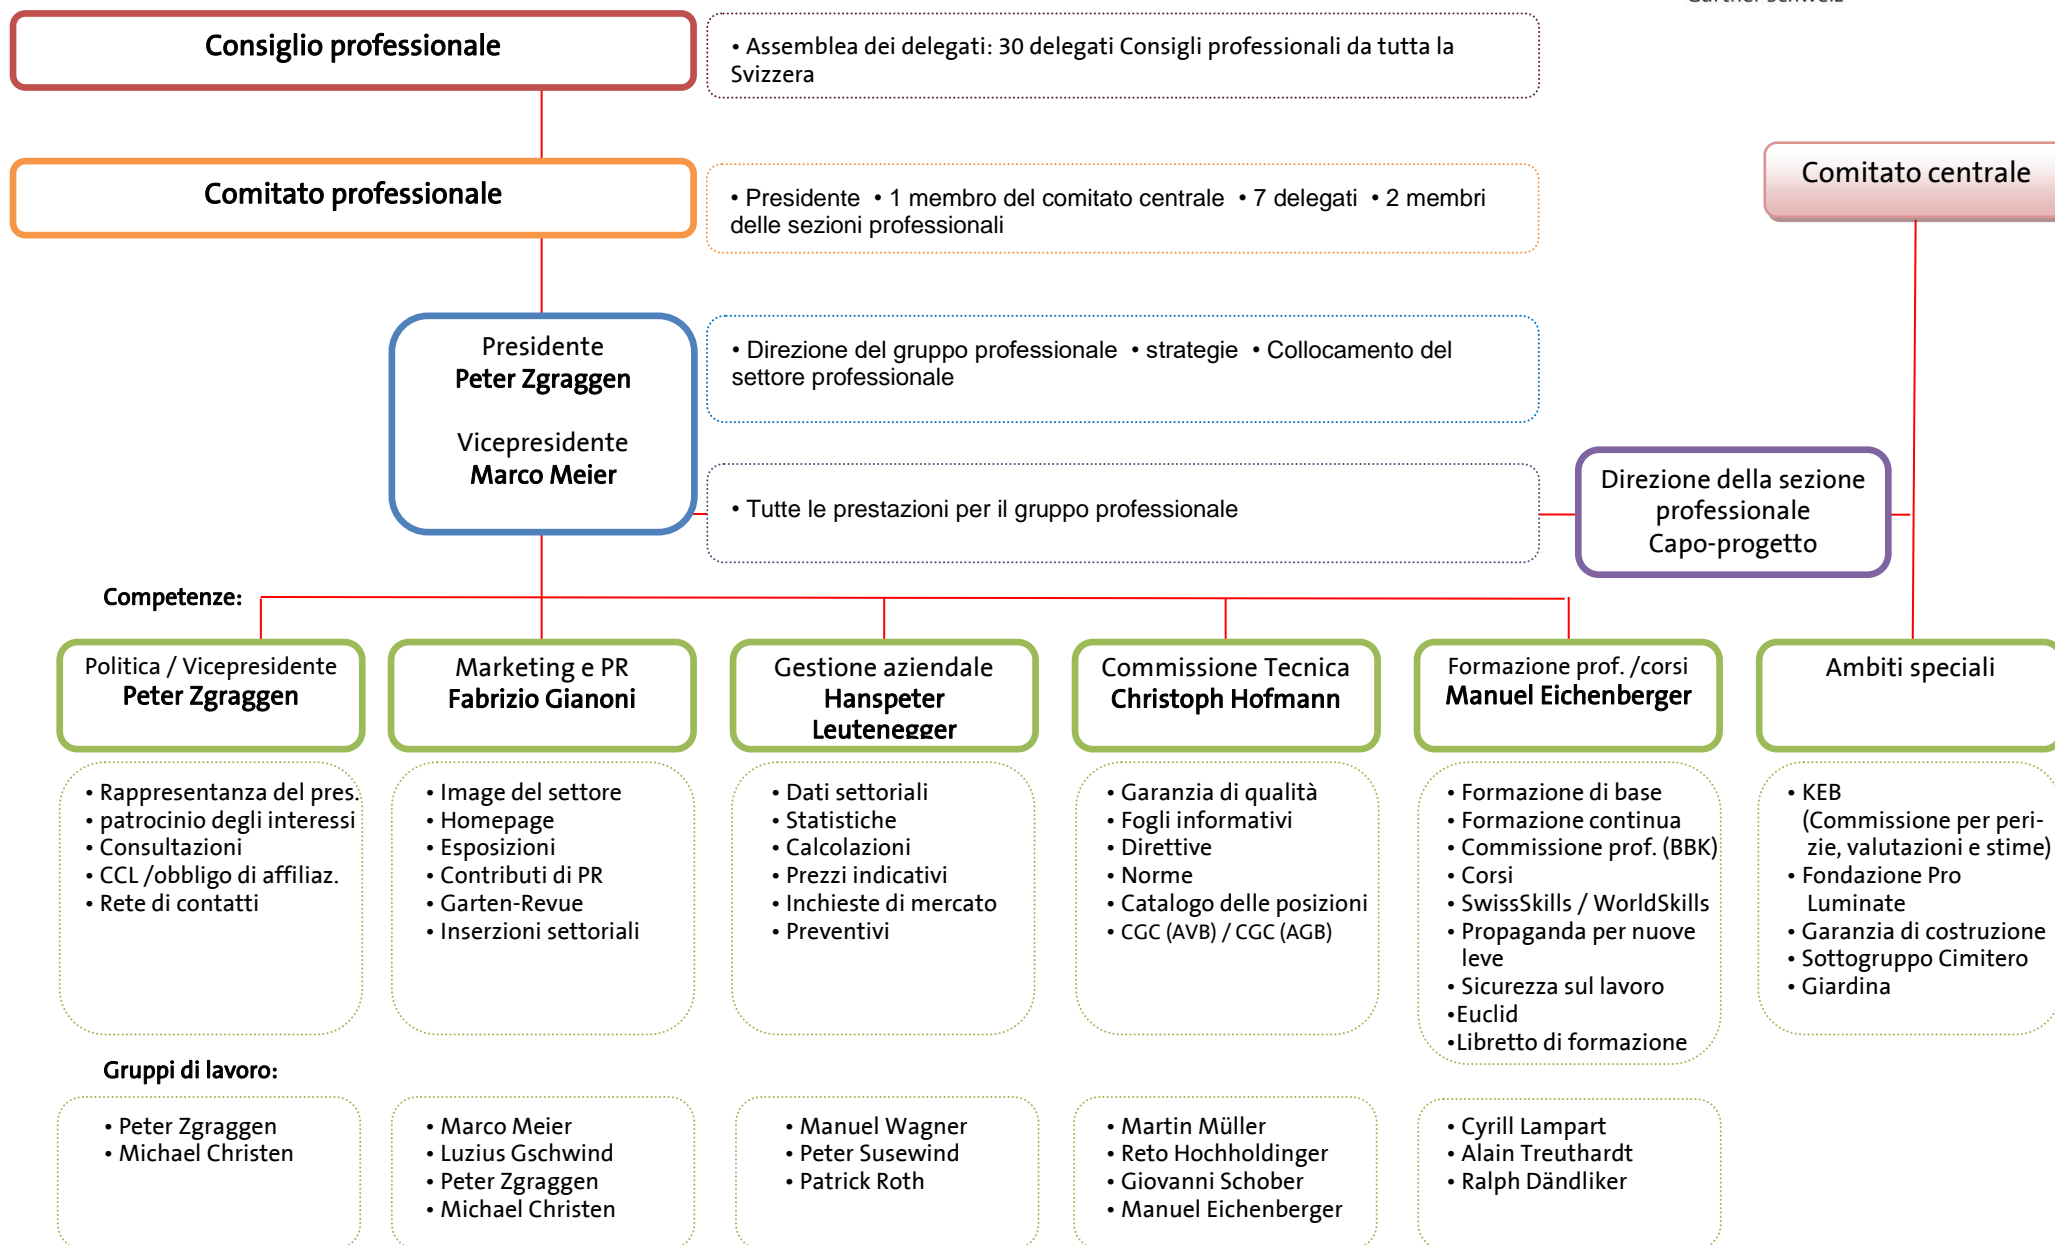 Consiglio professionale
• Assemblea dei delegati: 30 delegati Consigli professionali da tutta la
Svizzera
Comitato professionale
• Presidente • 1 membro del comitato centrale • 7 delegati • 2 membri
delle sezioni professionali
Comitato centrale
Presidente
Peter Zgraggen
Vicepresidente
Marco Meier
• Direzione del gruppo professionale • strategie • Collocamento del
settore professionale
• Tutte le prestazioni per il gruppo professionale
Direzione della sezione
professionale
Capo-progetto
Competenze:
Politica / Vicepresidente
Peter Zgraggen
Marketing e PR
Fabrizio Gianoni
Gestione aziendale
Hanspeter
Leutenegger
Commissione Tecnica
Christoph Hofmann
Formazione prof. /corsi
Manuel Eichenberger
Ambiti speciali
• Rappresentanza del pres.
• patrocinio degli interessi
• Consultazioni
• CCL /obbligo di affiliaz.
• Rete di contatti
• Image del settore
• Homepage
• Esposizioni
• Contributi di PR
• Garten-Revue
• Inserzioni settoriali
• Dati settoriali
• Statistiche
• Calcolazioni
• Prezzi indicativi
• Inchieste di mercato
• Preventivi
• Garanzia di qualità
• Fogli informativi
• Direttive
• Norme
• Catalogo delle posizioni
• CGC (AVB) / CGC (AGB)
• Formazione di base
• Formazione continua
• Commissione prof. (BBK)
• Corsi
• SwissSkills / WorldSkills
• Propaganda per nuove
leve
• Sicurezza sul lavoro
•Euclid
•Libretto di formazione
• KEB
(Commissione per peri-
zie, valutazioni e stime)
• Fondazione Pro
Luminate
• Garanzia di costruzione
• Sottogruppo Cimitero
• Giardina
Gruppi di lavoro:
• Peter Zgraggen
• Michael Christen
• Marco Meier
• Luzius Gschwind
• Peter Zgraggen
• Michael Christen
• Manuel Wagner
• Peter Susewind
• Patrick Roth
• Martin Müller
• Reto Hochholdinger
• Giovanni Schober
• Manuel Eichenberger
• Cyrill Lampart
• Alain Treuthardt
• Ralph Dändliker